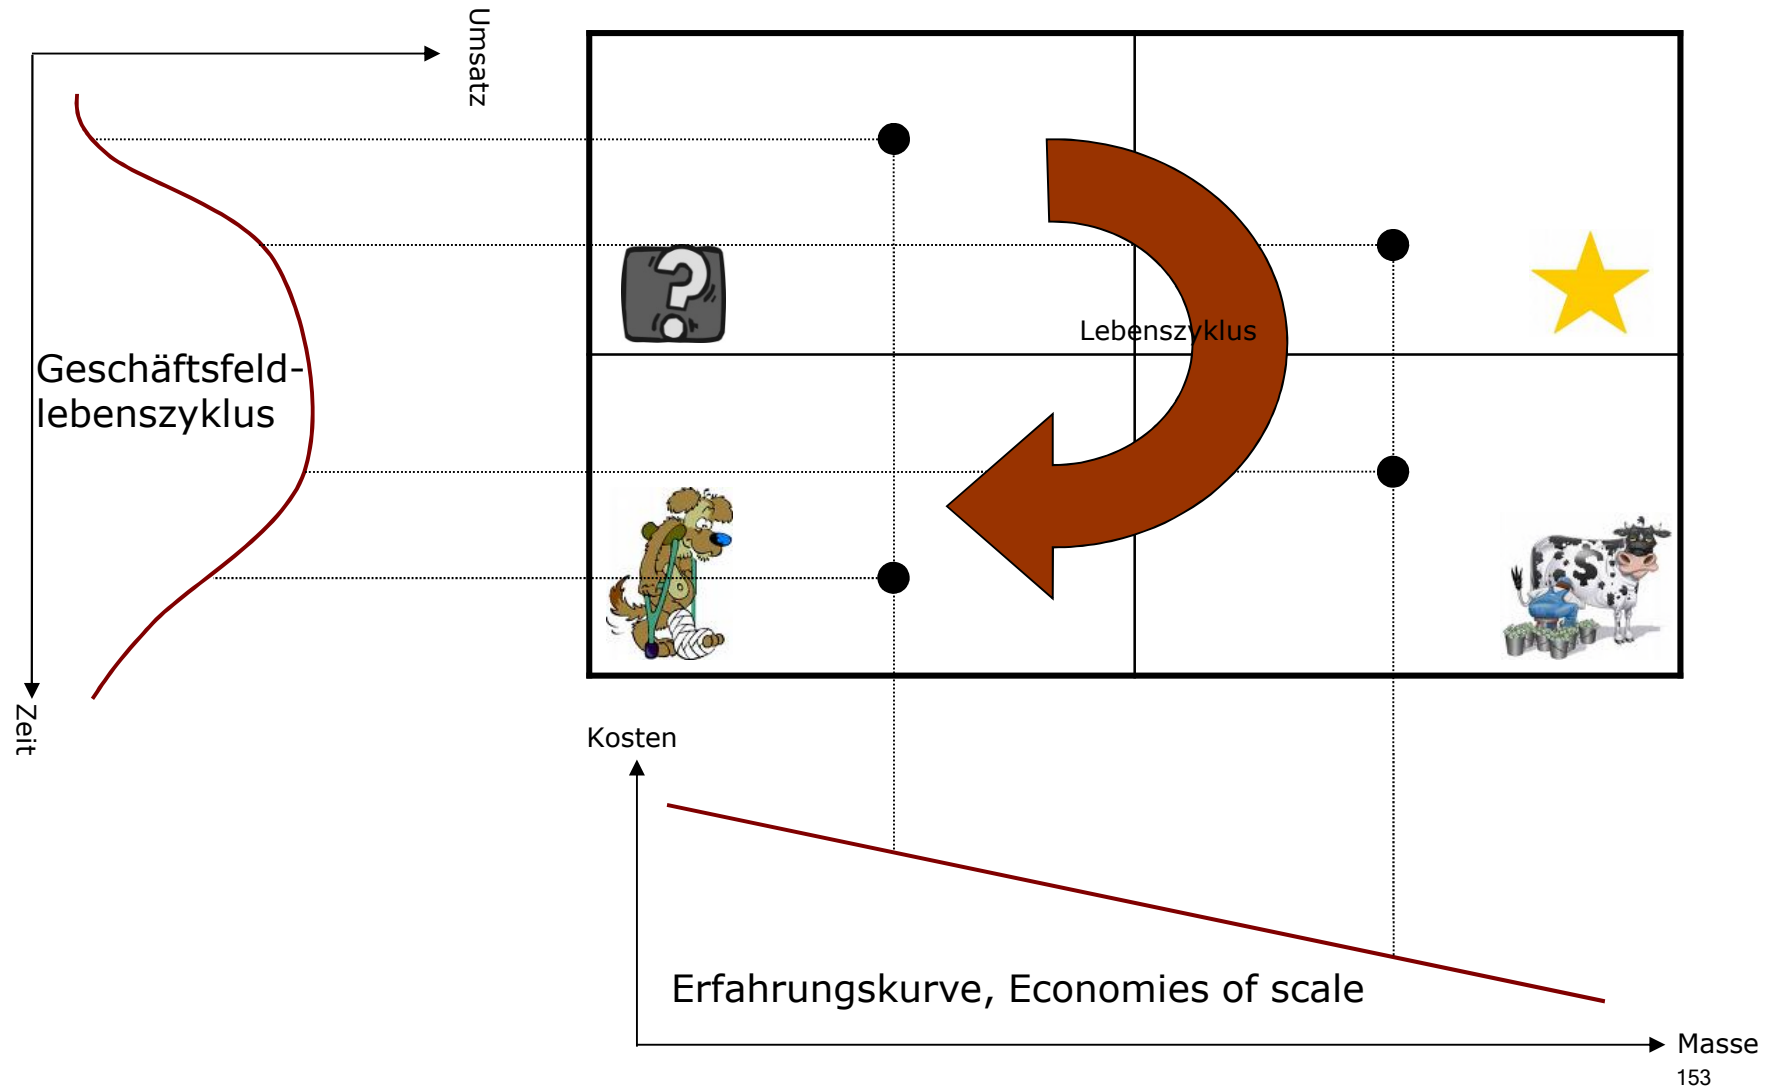 Umsatz
Lebenszyklus
Geschäftsfeld-
lebenszyklus
Zeit
Kosten
Erfahrungskurve, Economies of scale
Masse
153